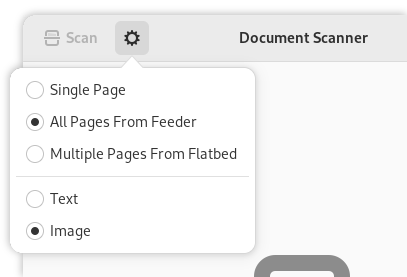 Scan
Document Scanner
Single Page
All Pages From Feeder
Multiple Pages From Flatbed
Text
Image